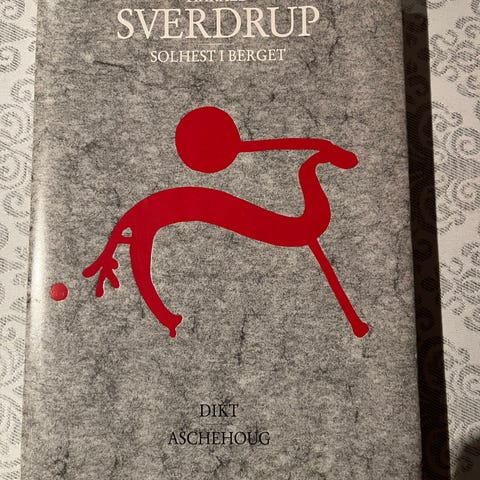 SVERDRUP
SOLHEST I BERGET
DIKT
ASCHEHOUG